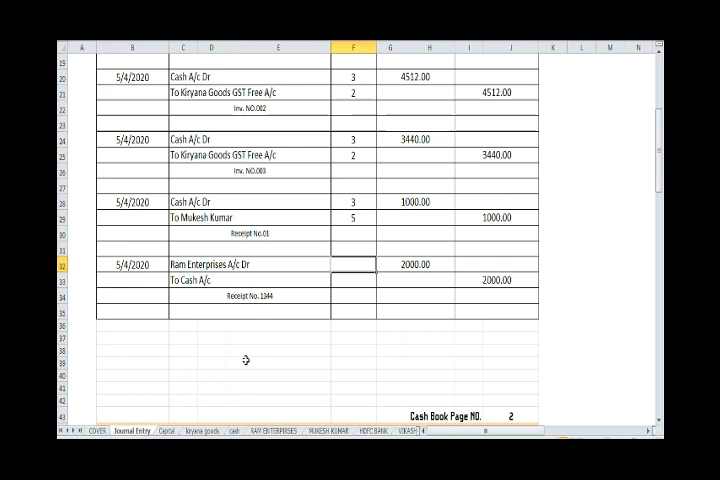 A B C D E F G H I J K L M N
19
20 5/4/2020 Cash A/c Dr 3 4512.00
21 To Kiryana Goods GST Free A/c 2 4512.00
22 Inv. NO.002
23
24 5/4/2020 Cash A/c Dr 3 3440.00
25 To Kiryana Goods GST Free A/c 2 3440.00
26 Inv. NO.003
27
28 5/4/2020 Cash A/c Dr 3 1000.00
29 To Mukesh Kumar 5 1000.00
30 Receipt No.01
31
32 5/4/2020 Ram Enterprises A/c Dr 2000.00
33 To Cash A/c 2000.00
34 Receipt No. 1344
35
36
37
38
39
40
41
42
43 Cash Book Page NO. 2
COVER Journal Entry Capital kiryana goods cash RAM ENTERPIRSES MUKESH KUMAR HDFC BANK VIKASH